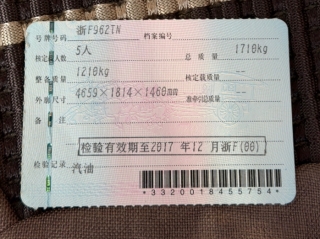 号牌号码 浙F962TN 档案编号
核定人数 5人 总质量 1710kg
整备质量 1210kg 核定载质量 --
外廓尺寸 4659×1814×1460mm 准牵引总质量 --
备注
检验有效期至2017年12月浙F(00)
检验记录 汽油
*3320018455754*